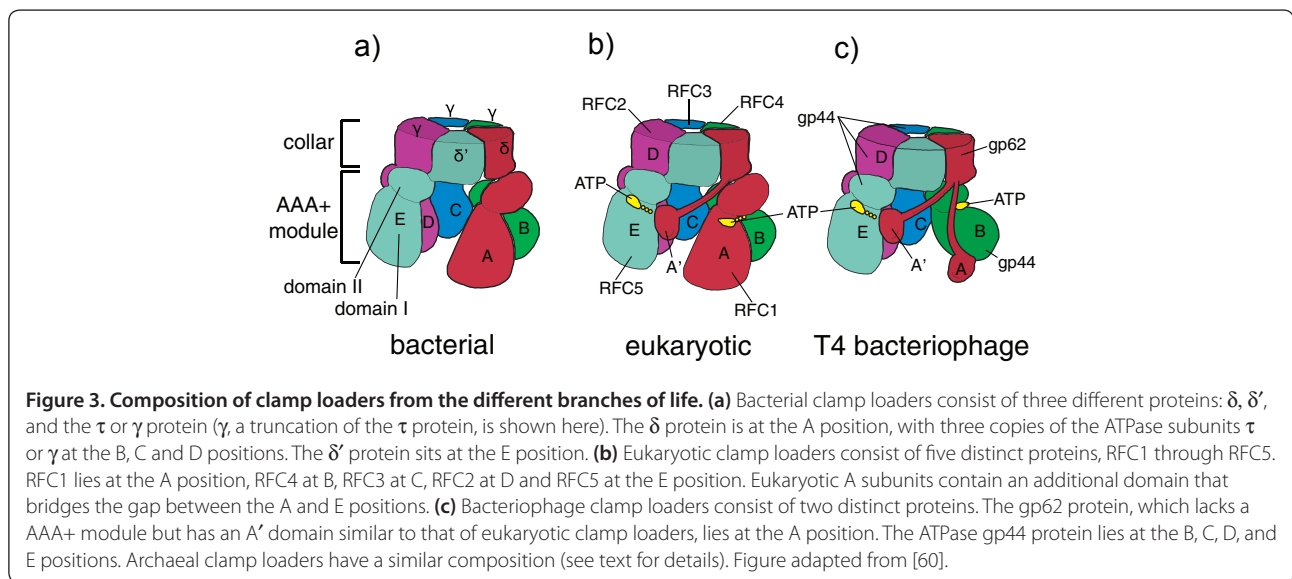 a)
b)
c)
RFC3
RFC2
RFC4
γ
γ
gp44
γ
δ
δ′
D
D
gp62
collar
ATP
ATP
ATP
AAA+
module
E
D
C
B
A
E
C
B
A
E
C
B
A
A′
A′
gp44
domain II
domain I
RFC5
RFC1
bacterial
eukaryotic
T4 bacteriophage
Figure 3. Composition of clamp loaders from the different branches of life. (a) Bacterial clamp loaders consist of three different proteins: δ, δ′,
and the τ or γ protein (γ, a truncation of the τ protein, is shown here). The δ protein is at the A position, with three copies of the ATPase subunits τ
or γ at the B, C and D positions. The δ′ protein sits at the E position. (b) Eukaryotic clamp loaders consist of five distinct proteins, RFC1 through RFC5.
RFC1 lies at the A position, RFC4 at B, RFC3 at C, RFC2 at D and RFC5 at the E position. Eukaryotic A subunits contain an additional domain that
bridges the gap between the A and E positions. (c) Bacteriophage clamp loaders consist of two distinct proteins. The gp62 protein, which lacks a
AAA+ module but has an A′ domain similar to that of eukaryotic clamp loaders, lies at the A position. The ATPase gp44 protein lies at the B, C, D, and
E positions. Archaeal clamp loaders have a similar composition (see text for details). Figure adapted from [60].